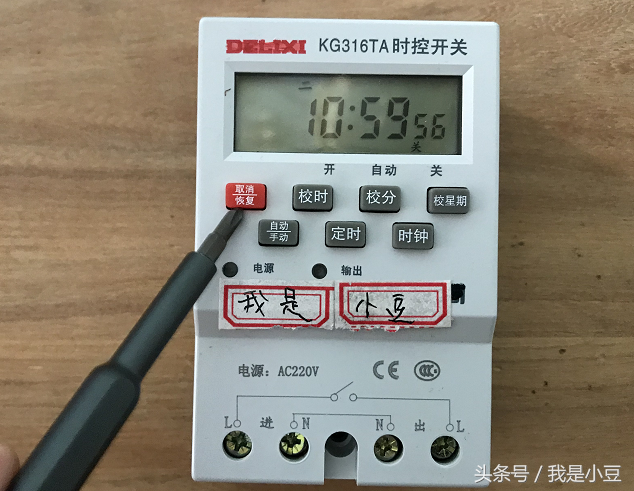 DELIXI KG316TA时控开关
二
10:59 56
关
开 自动 关
取消/恢复 校时 校分 校星期
自动/手动 定时 时钟
电源 输出
我是 小豆
电源：AC220V CE CCC
L 进 N N 出 L
头条号 / 我是小豆